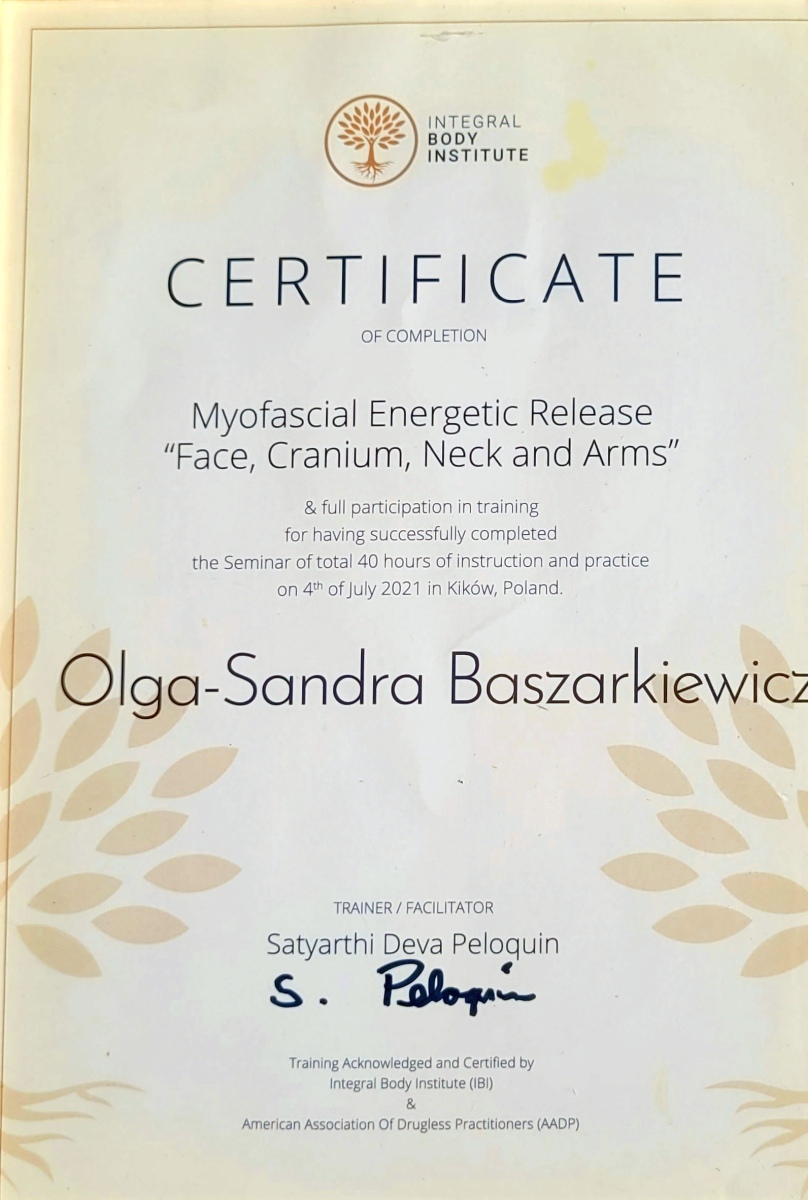 INTEGRAL
BODY
INSTITUTE
CERTIFICATE
OF COMPLETION
Myofascial Energetic Release
“Face, Cranium, Neck and Arms”
& full participation in training
for having successfully completed
the Seminar of total 40 hours of instruction and practice
on 4th of July 2021 in Kików, Poland.
Olga-Sandra Baszarkiewicz
TRAINER / FACILITATOR
Satyarthi Deva Peloquin
S. Peloquin
Training Acknowledged and Certified by
Integral Body Institute (IBI)
&
American Association Of Drugless Practitioners (AADP)